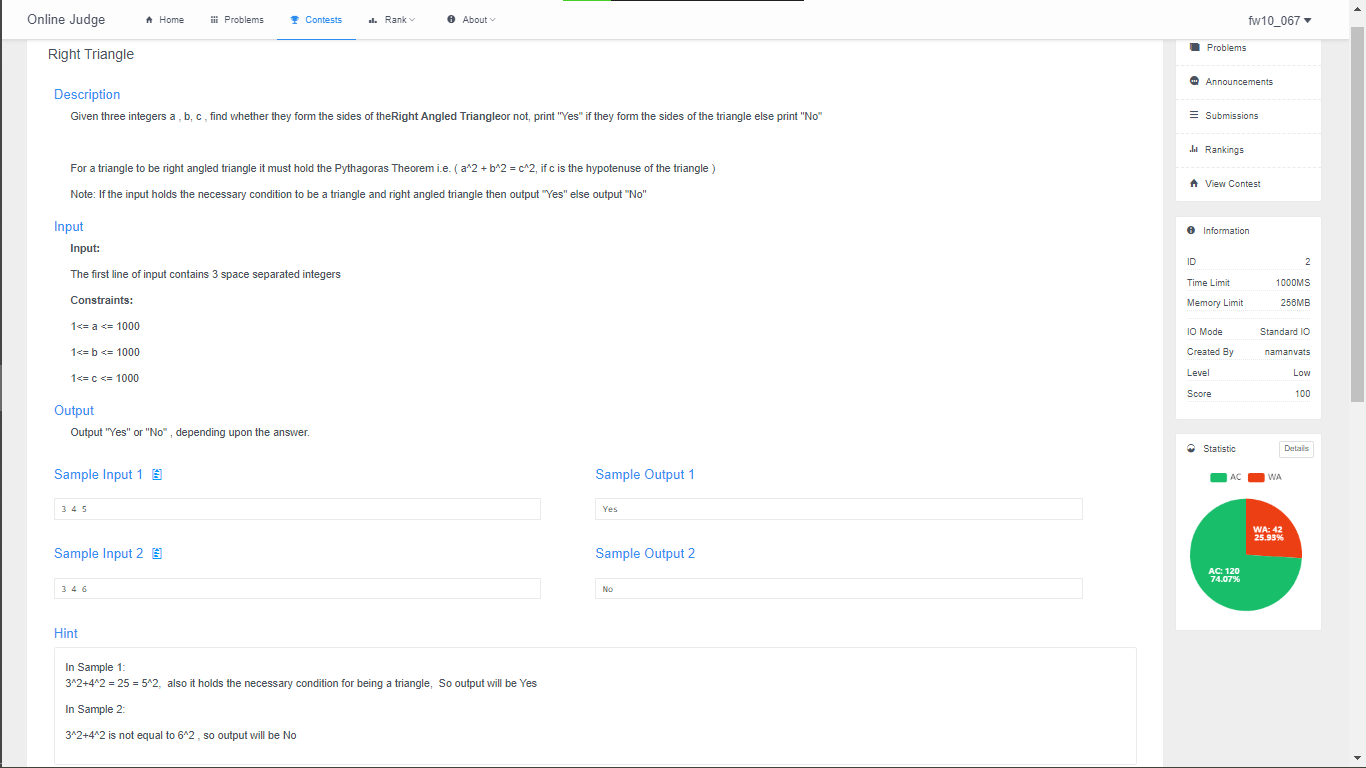 Online Judge Home Problems Contests Rank About fw10_067
Right Triangle
Description
Given three integers a , b, c , find whether they form the sides of theRight Angled Triangleor not, print "Yes" if they form the sides of the triangle else print "No"
For a triangle to be right angled triangle it must hold the Pythagoras Theorem i.e. ( a^2 + b^2 = c^2, if c is the hypotenuse of the triangle )
Note: If the input holds the necessary condition to be a triangle and right angled triangle then output "Yes" else output "No"
Input
Input:
The first line of input contains 3 space separated integers
Constraints:
1<= a <= 1000
1<= b <= 1000
1<= c <= 1000
Output
Output "Yes" or "No" , depending upon the answer.
Sample Input 1
3 4 5
Sample Output 1
Yes
Sample Input 2
3 4 6
Sample Output 2
No
Hint
In Sample 1:
3^2+4^2 = 25 = 5^2, also it holds the necessary condition for being a triangle, So output will be Yes
In Sample 2:
3^2+4^2 is not equal to 6^2 , so output will be No
Problems
Announcements
Submissions
Rankings
View Contest
Information
ID 2
Time Limit 1000MS
Memory Limit 256MB
IO Mode Standard IO
Created By namanvats
Level Low
Score 100
Statistic Details
AC WA
WA: 42
25.93%
AC: 120
74.07%